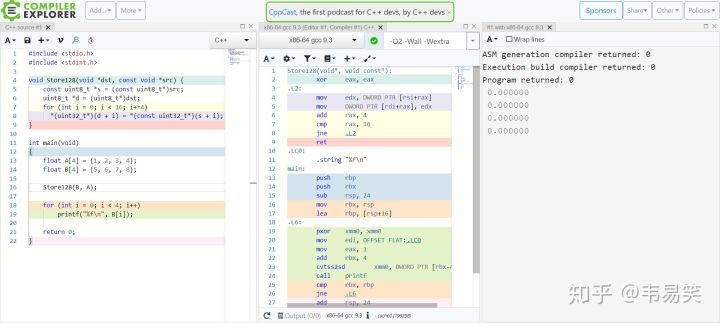 COMPILER
EXPLORER
Add...
More
CppCast, the first podcast for C++ devs, by C++ devs
×
Sponsors
Share
Other
Policies
C++ source #1
x86-64 gcc 9.3 (Editor #1, Compiler #1) C++
#1 with x86-64 gcc 9.3
A
C++
x86-64 gcc 9.3
-O2 -Wall -Wextra
A
Wrap lines
1 #include <stdio.h>
2 #include <stdint.h>
3
4 void Store128(void *dst, const void *src) {
5 const uint8_t *s = (const uint8_t*)src;
6 uint8_t *d = (uint8_t*)dst;
7 for (int i = 0; i < 16; i+=4)
8 *(uint32_t*)(d + i) = *(const uint32_t*)(s + i);
9 }
10
11 int main(void)
12 {
13 float A[4] = {1, 2, 3, 4};
14 float B[4] = {5, 6, 7, 8};
15
16 Store128(B, A);
17
18 for (int i = 0; i < 4; i++)
19 printf("%f\n", B[i]);
20
21 return 0;
22 }
1 Store128(void*, void const*):
2 xor eax, eax
3 .L2:
4 mov edx, DWORD PTR [rsi+rax]
5 mov DWORD PTR [rdi+rax], edx
6 add rax, 4
7 cmp rax, 16
8 jne .L2
9 ret
10 .LC0:
11 .string "%f\n"
12 main:
13 push rbp
14 push rbx
15 sub rsp, 24
16 mov rbx, rsp
17 lea rbp, [rsp+16]
18 .L6:
19 pxor xmm0, xmm0
20 mov edi, OFFSET FLAT:.LC0
21 mov eax, 1
22 add rbx, 4
23 cvtss2sd xmm0, DWORD PTR [rbx-4
24 call printf
25 cmp rbx, rbp
26 jne .L6
27 add rsp, 24
Output (0/0) x86-64 gcc 9.3
ASM generation compiler returned: 0
Execution build compiler returned: 0
Program returned: 0
0.000000
0.000000
0.000000
0.000000
知乎 @韦易笑